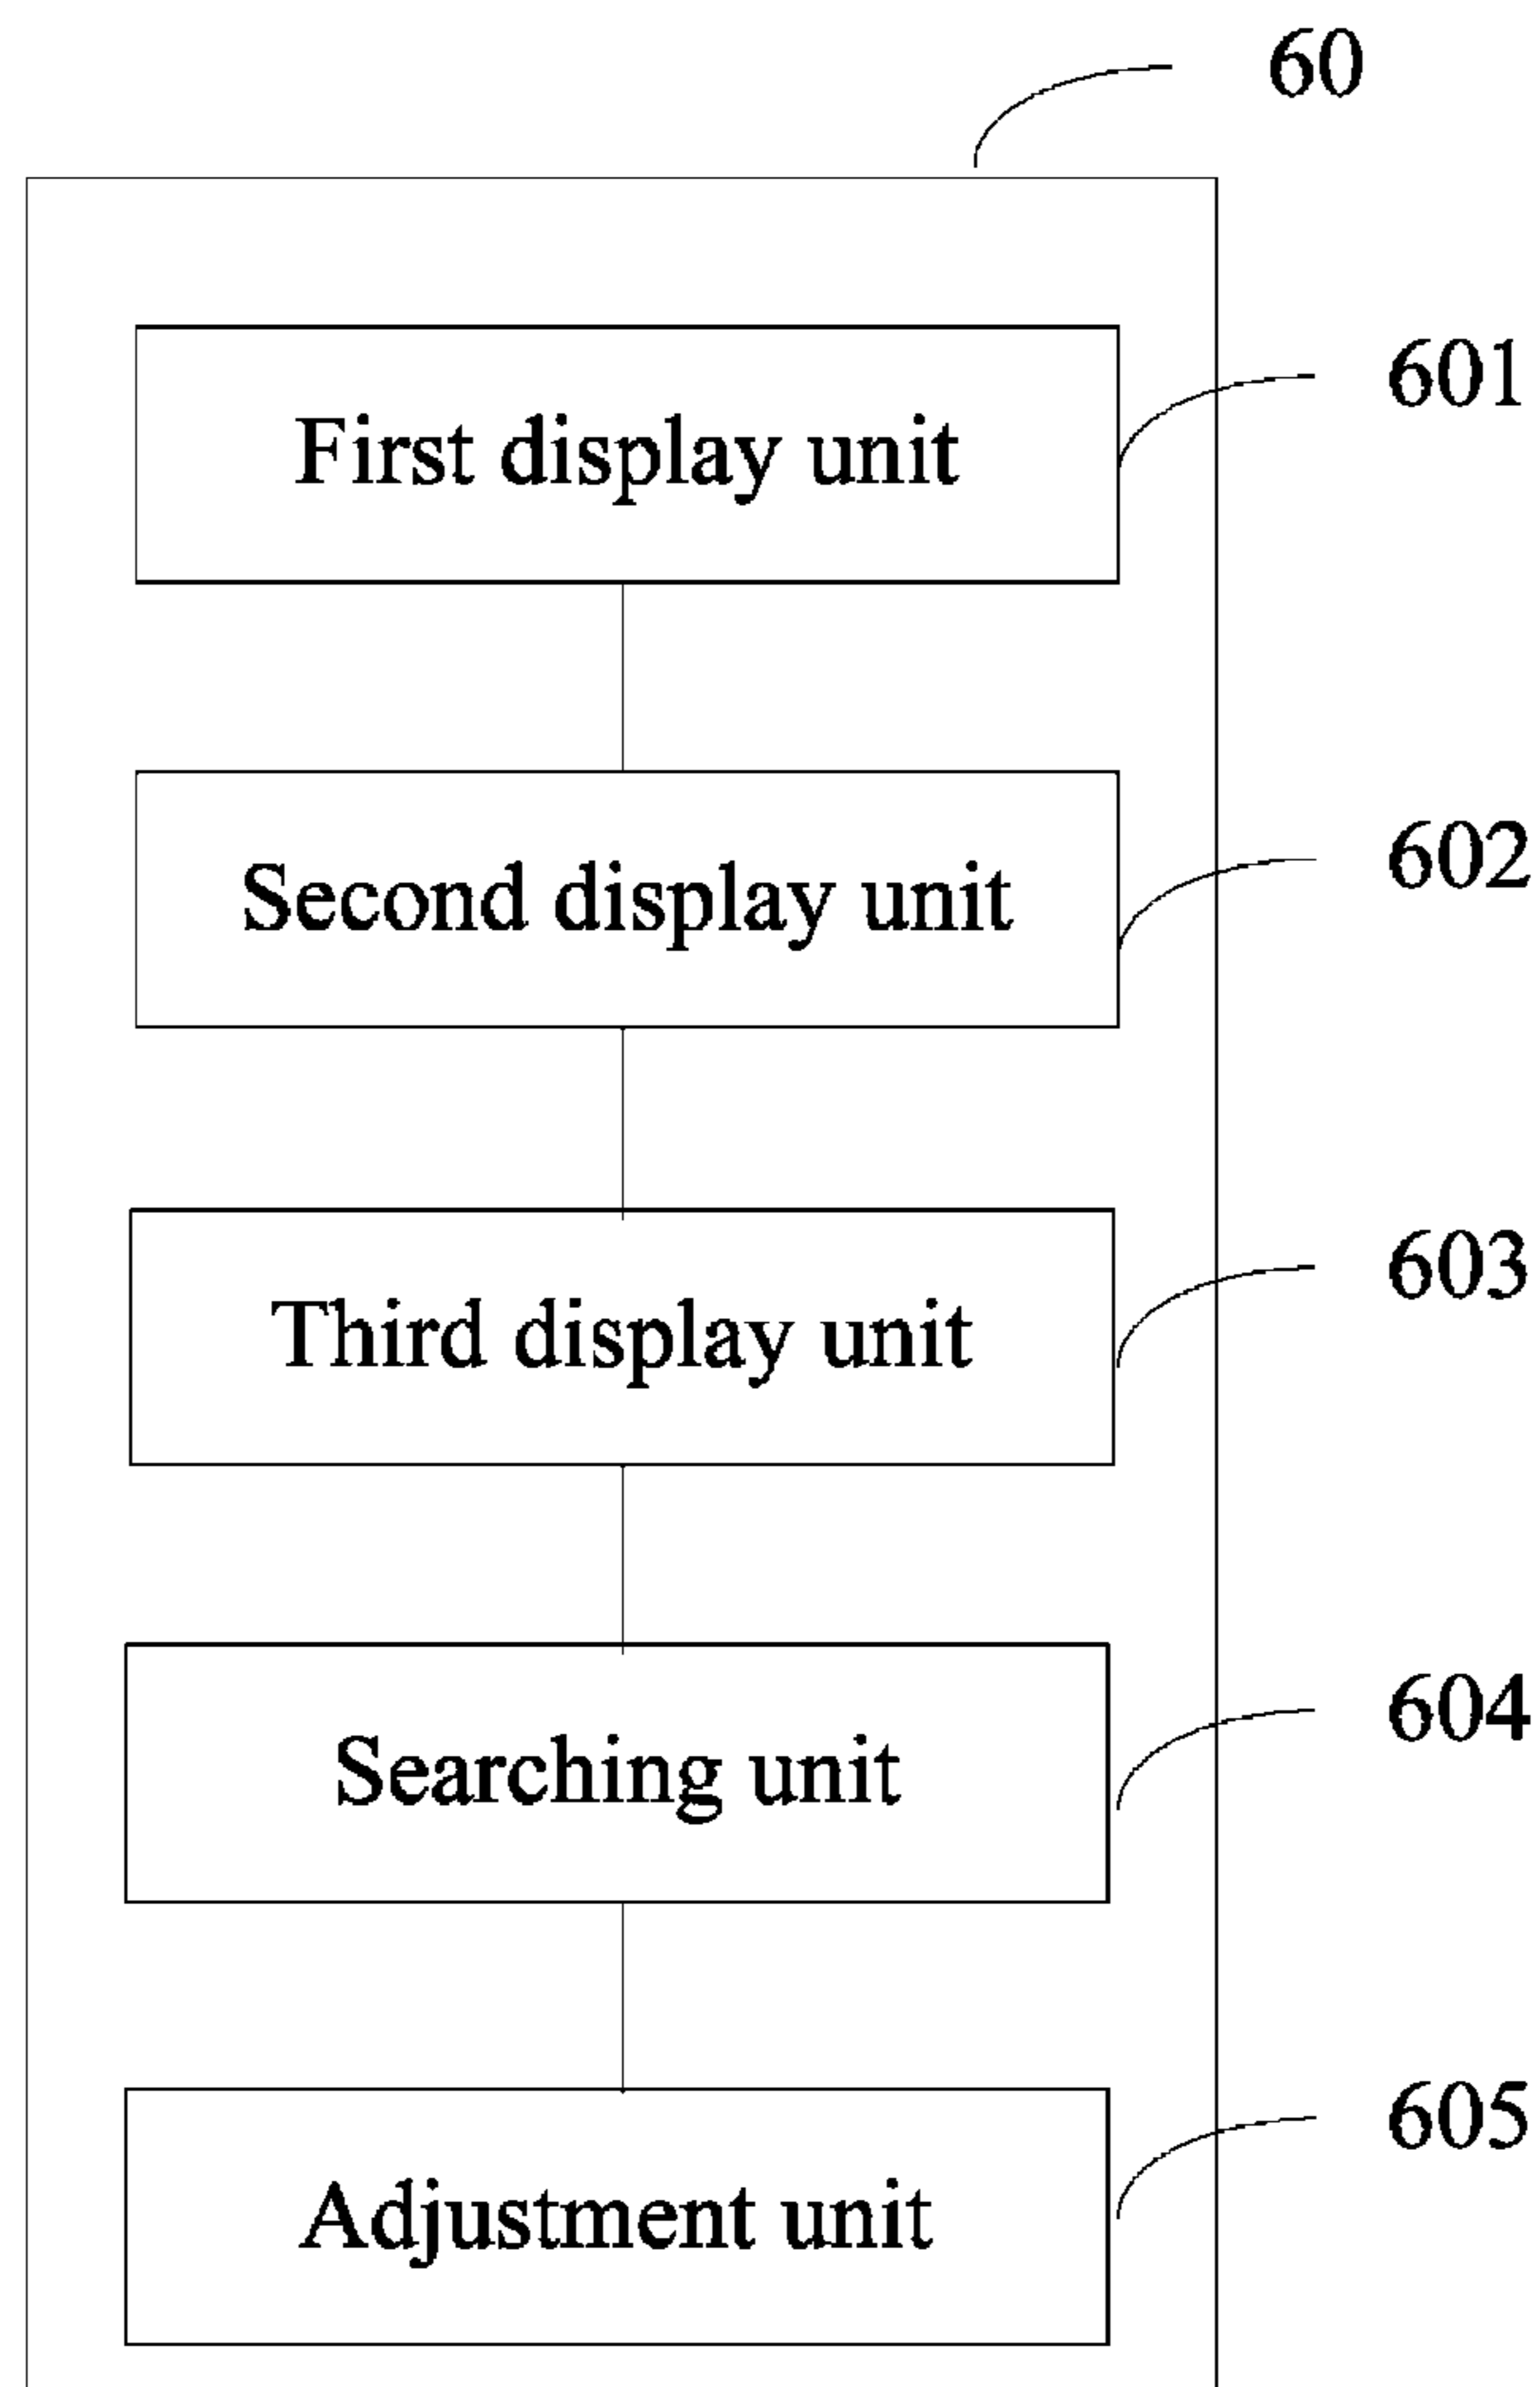 60
First display unit
601
Second display unit
602
Third display unit
603
Searching unit
604
Adjustment unit
605